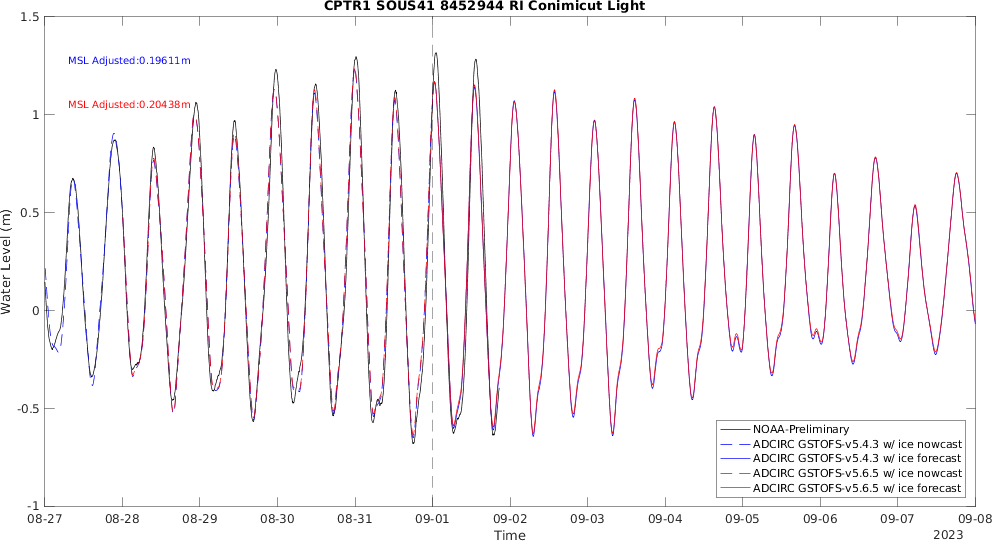 CPTR1 SOUS41 8452944 RI Conimicut Light
1.5
MSL Adjusted:0.19611m
MSL Adjusted:0.20438m
1
0.5
0
-0.5
-1
Water Level (m)
NOAA-Preliminary
ADCIRC GSTOFS-v5.4.3 w/ ice nowcast
ADCIRC GSTOFS-v5.4.3 w/ ice forecast
ADCIRC GSTOFS-v5.6.5 w/ ice nowcast
ADCIRC GSTOFS-v5.6.5 w/ ice forecast
08-27 08-28 08-29 08-30 08-31 09-01 09-02 09-03 09-04 09-05 09-06 09-07 09-08
Time
2023